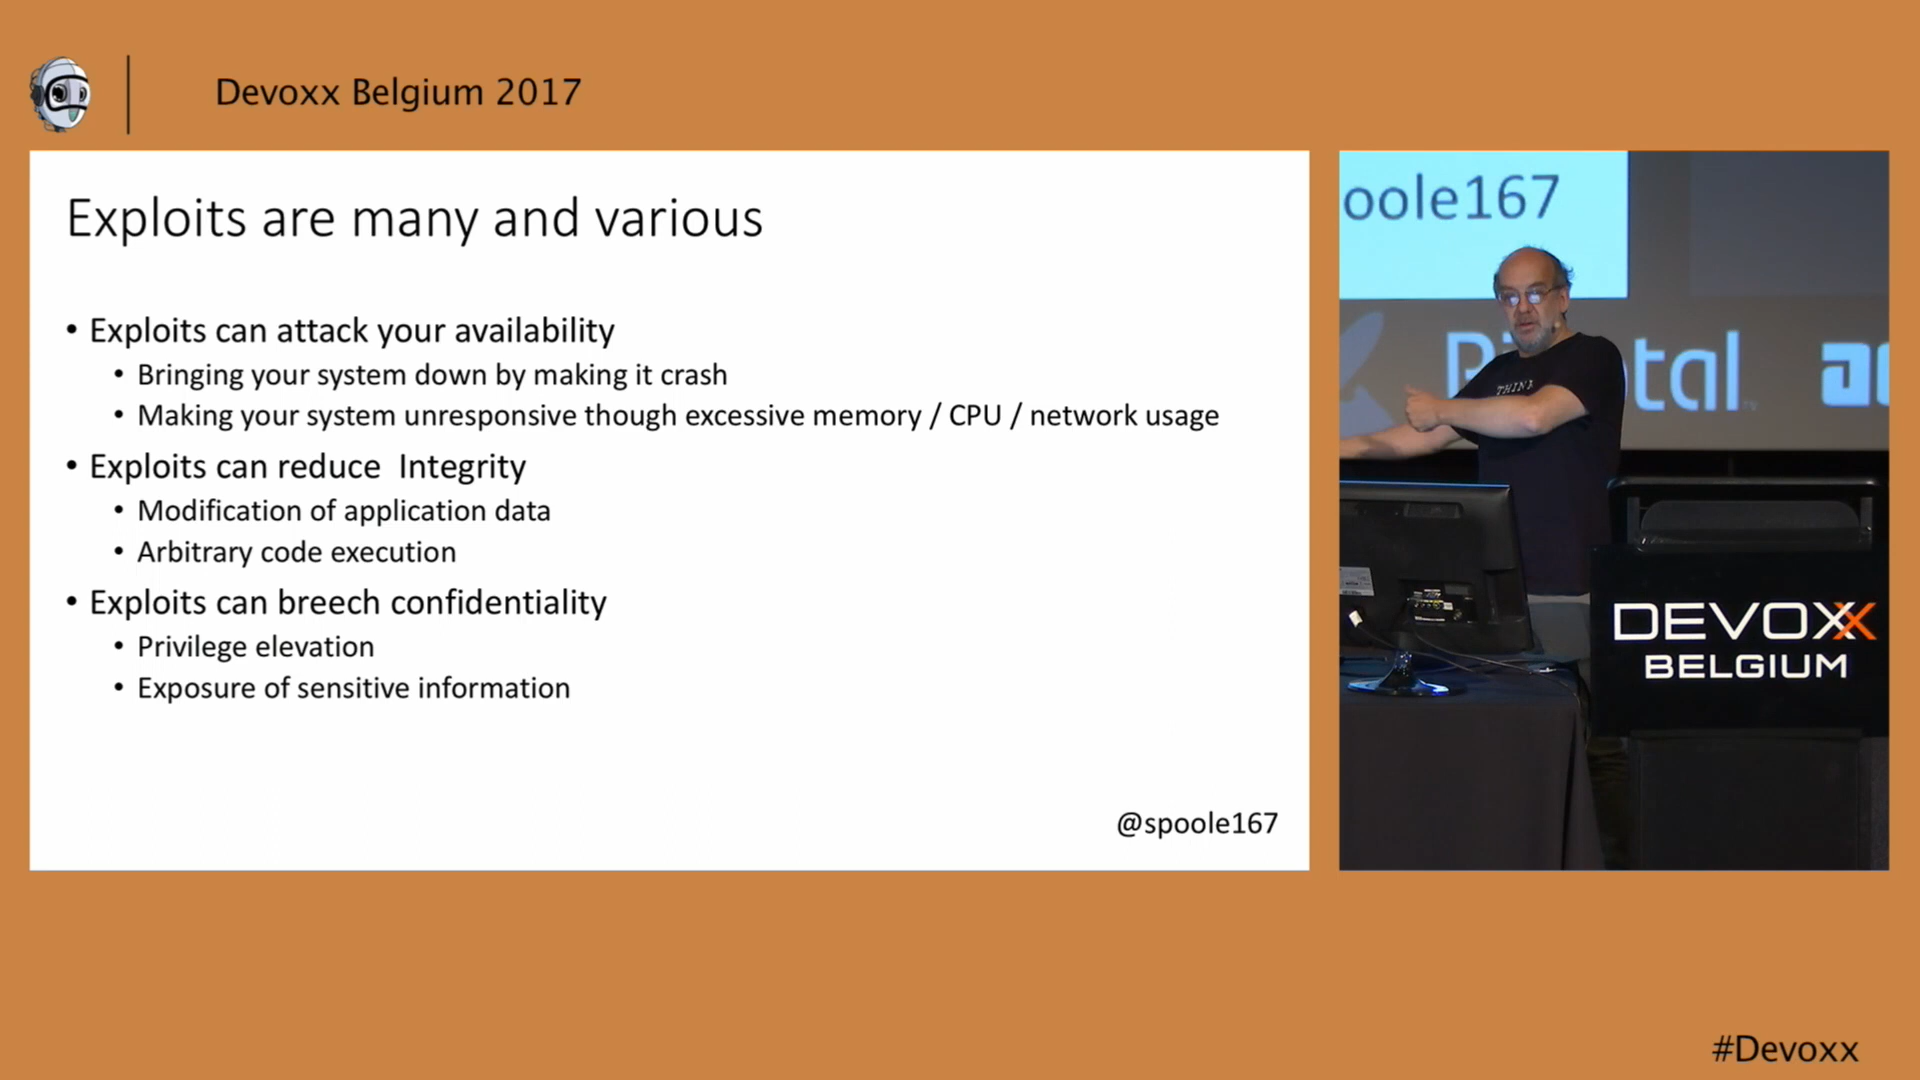 Devoxx Belgium 2017
Exploits are many and various
• Exploits can attack your availability
• Bringing your system down by making it crash
• Making your system unresponsive though excessive memory / CPU / network usage
• Exploits can reduce  Integrity
• Modification of application data
• Arbitrary code execution
• Exploits can breech confidentiality
• Privilege elevation
• Exposure of sensitive information
@spoole167
oole167
THINK
DEVOXX
BELGIUM
#Devoxx